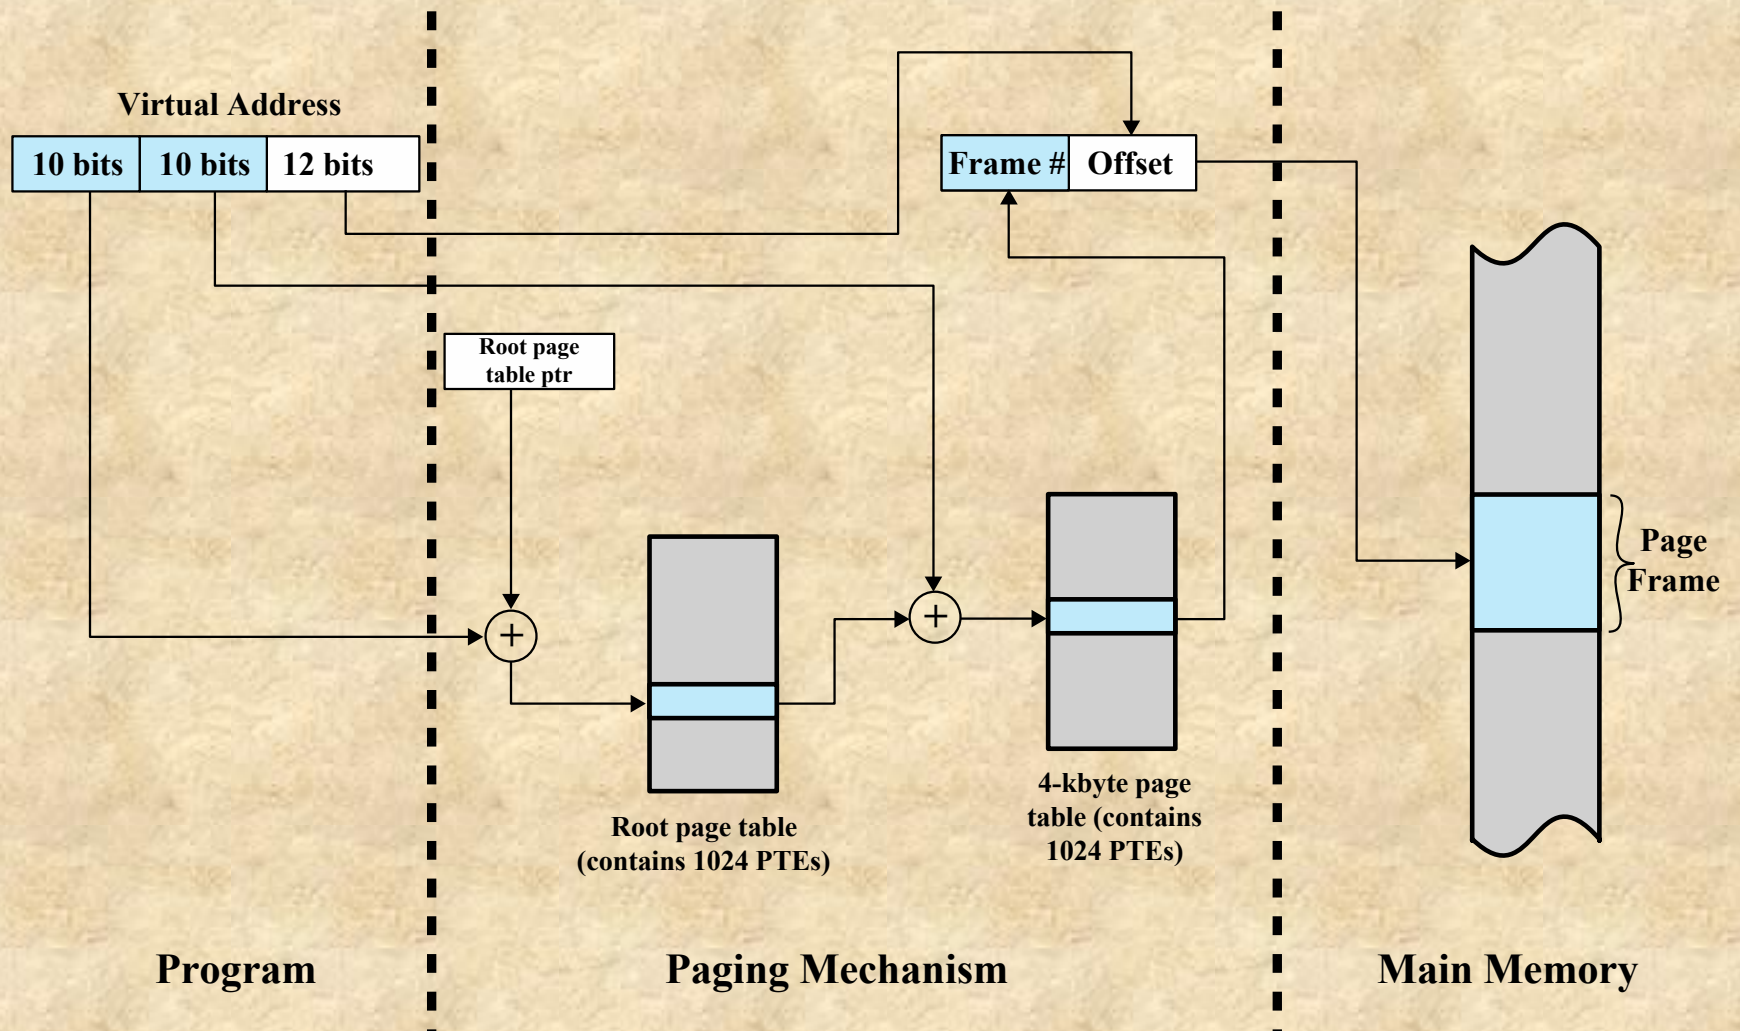 Virtual Address
10 bits
10 bits
12 bits
Frame #
Offset
Root page
table ptr
+
+
Root page table
(contains 1024 PTEs)
4-kbyte page
table (contains
1024 PTEs)
Page
Frame
Program
Paging Mechanism
Main Memory